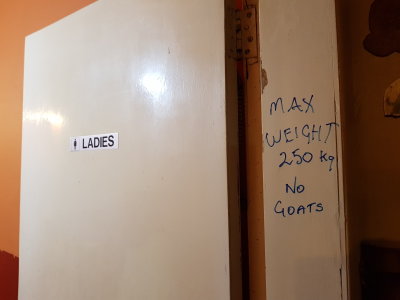 LADIES
MAX
WEIGHT
250 kg
NO
GOATS